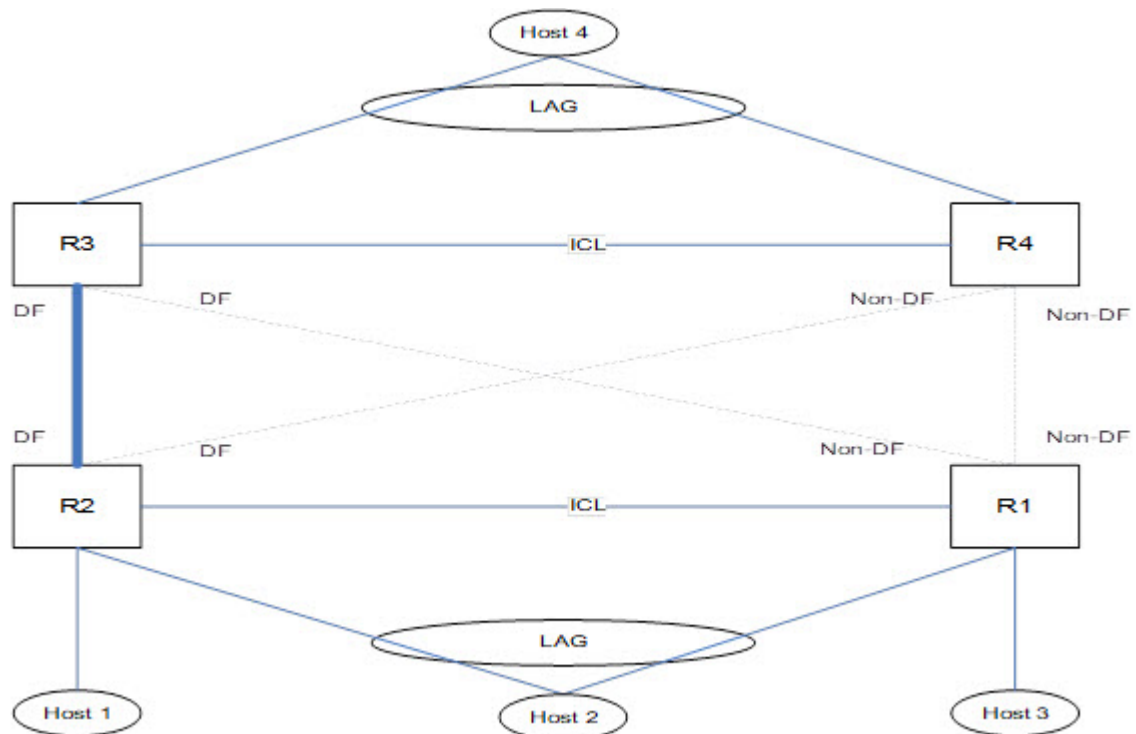 Host 4
LAG
R3
ICL
R4
DF
DF
Non-DF
Non-DF
DF
DF
Non-DF
Non-DF
R2
ICL
R1
LAG
Host 1
Host 2
Host 3